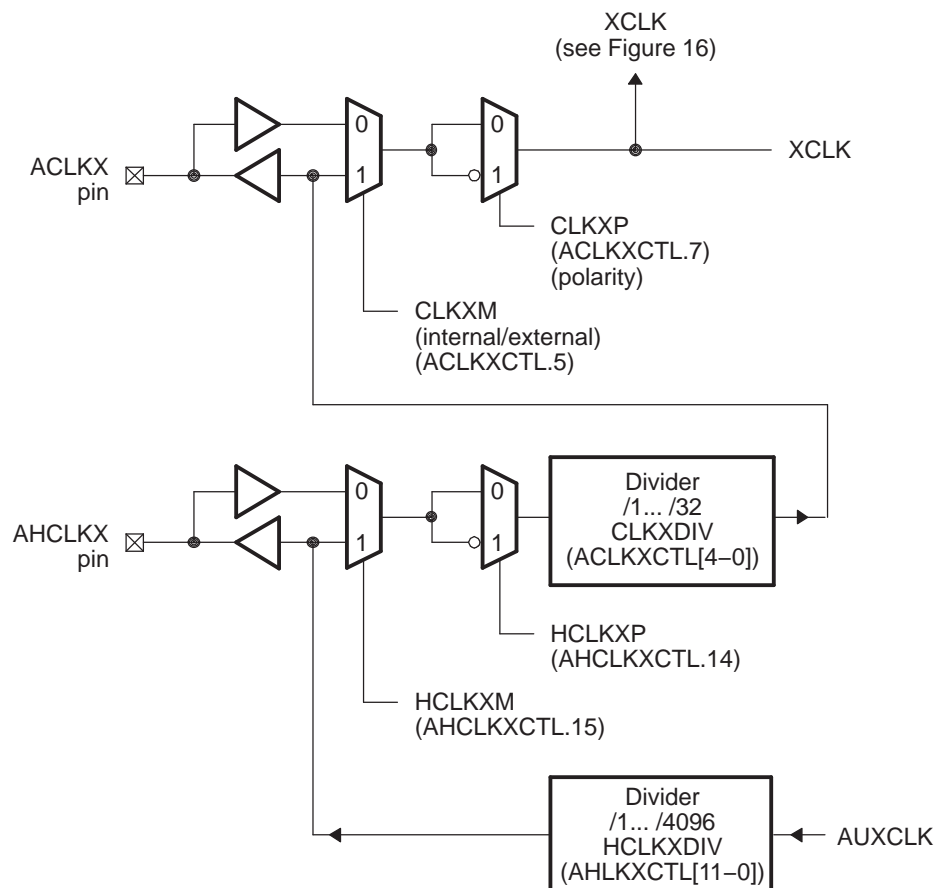 XCLK
(see Figure 16)
0
1
XCLK
0
1
ACLKX
pin
CLKXP
(ACLKXCTL.7)
(polarity)
CLKXM
(internal/external)
(ACLKXCTL.5)
0
1
0
1
Divider
/1... /32
CLKXDIV
(ACLKXCTL[4−0])
AHCLKX
pin
HCLKXP
(AHCLKXCTL.14)
HCLKXM
(AHCLKXCTL.15)
Divider
/1... /4096
HCLKXDIV
(AHLKXCTL[11−0])
AUXCLK